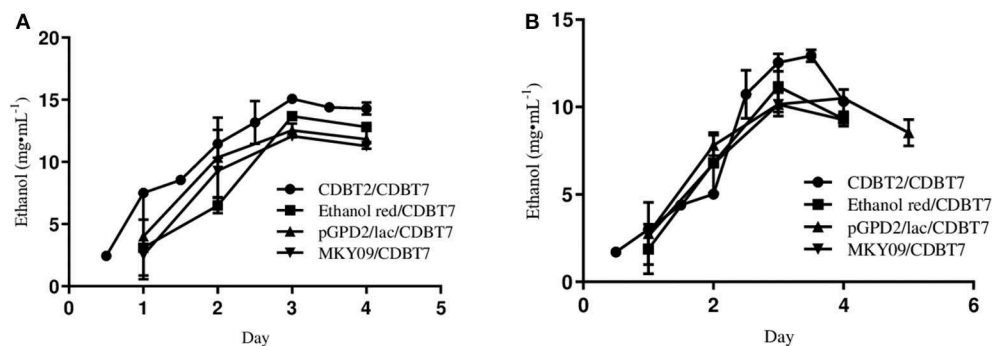 A
20
15
10
5
0
Ethanol (mg•mL⁻¹)
CDBT2/CDBT7
Ethanol red/CDBT7
pGPD2/lac/CDBT7
MKY09/CDBT7
0 1 2 3 4 5
Day
B
15
10
5
0
Ethanol (mg•mL⁻¹)
CDBT2/CDBT7
Ethanol red/CDBT7
pGPD2/lac/CDBT7
MKY09/CDBT7
0 2 4 6
Day